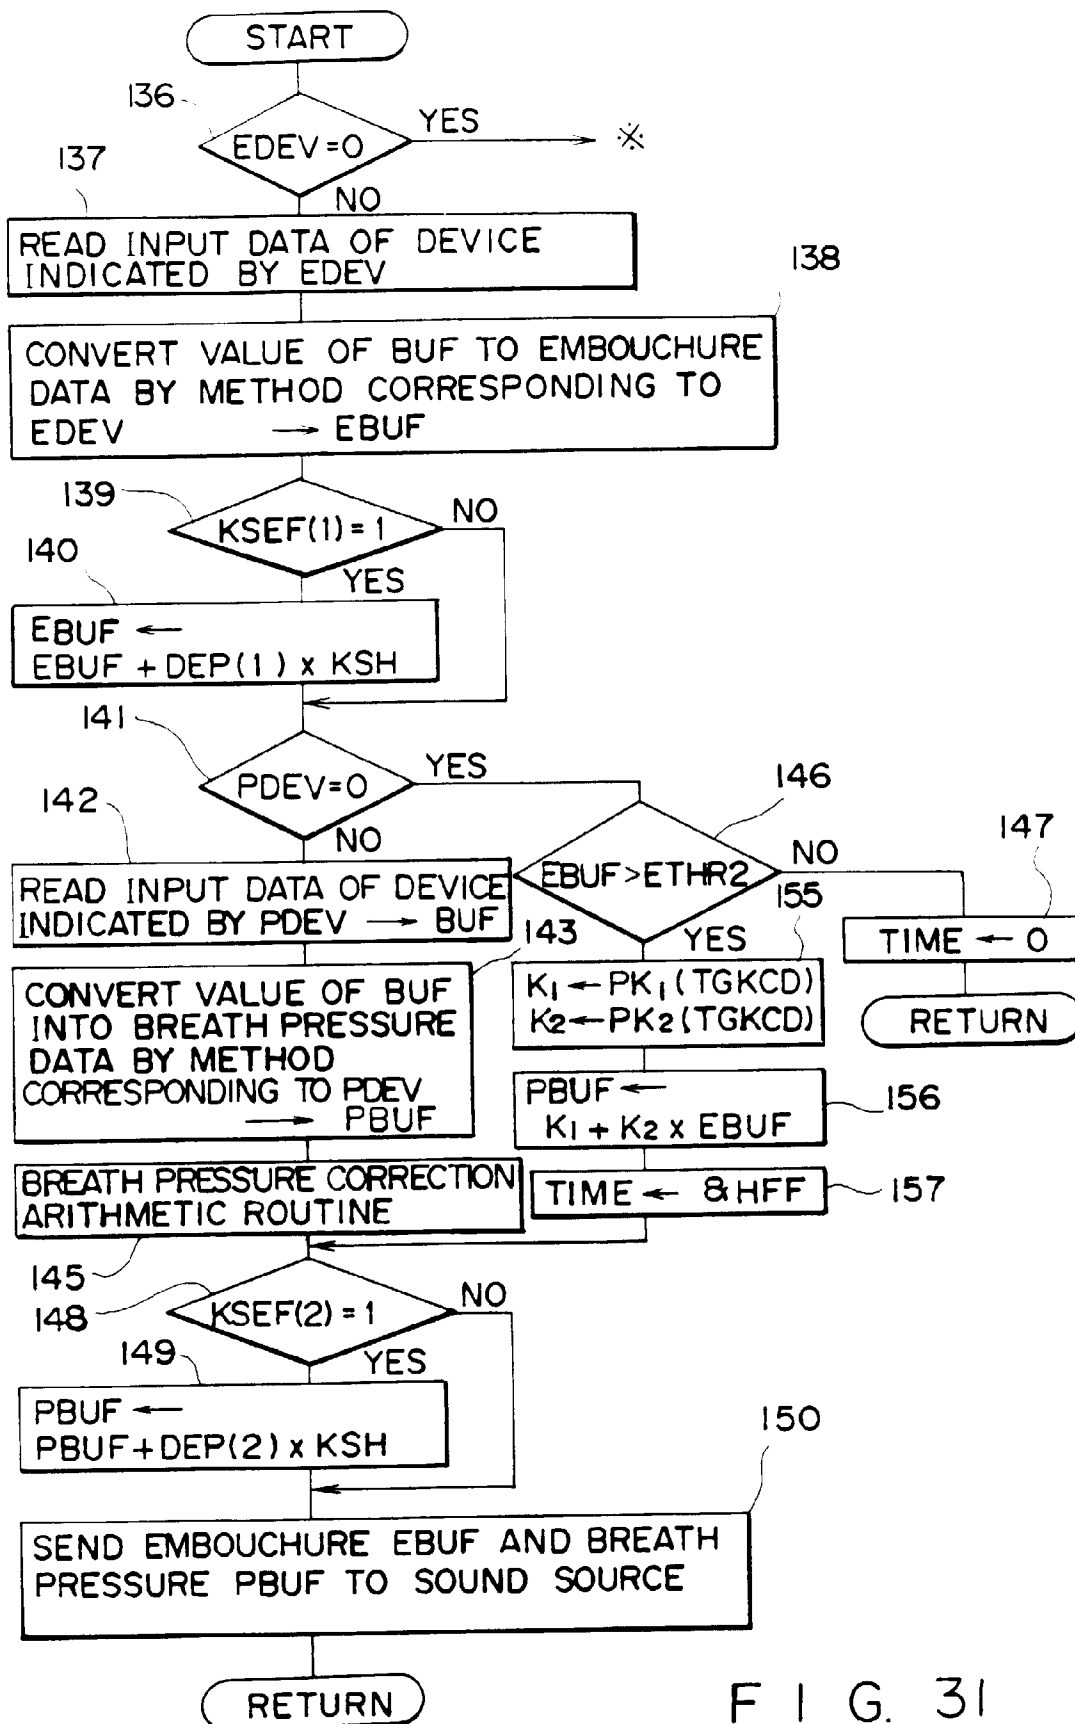 START
136
EDEV=0
YES
※
137
NO
READ INPUT DATA OF DEVICE
INDICATED BY EDEV
138
CONVERT VALUE OF BUF TO EMBOUCHURE
DATA BY METHOD CORRESPONDING TO
EDEV → EBUF
139
KSEF(1)=1
NO
140
YES
EBUF ←
EBUF + DEP(1) x KSH
141
PDEV=0
YES
146
142
NO
EBUF>ETHR2
NO
147
READ INPUT DATA OF DEVICE
INDICATED BY PDEV → BUF
155
YES
TIME ← 0
143
CONVERT VALUE OF BUF
INTO BREATH PRESSURE
DATA BY METHOD
CORRESPONDING TO PDEV
→ PBUF
K1 ← PK1 (TGKCD)
K2 ← PK2 (TGKCD)
RETURN
PBUF ←
K1 + K2 x EBUF
156
BREATH PRESSURE CORRECTION
ARITHMETIC ROUTINE
TIME ← &HFF
157
145
148
KSEF(2)=1
NO
149
YES
PBUF ←
PBUF+DEP(2) x KSH
150
SEND EMBOUCHURE EBUF AND BREATH
PRESSURE PBUF TO SOUND SOURCE
RETURN
FIG. 31